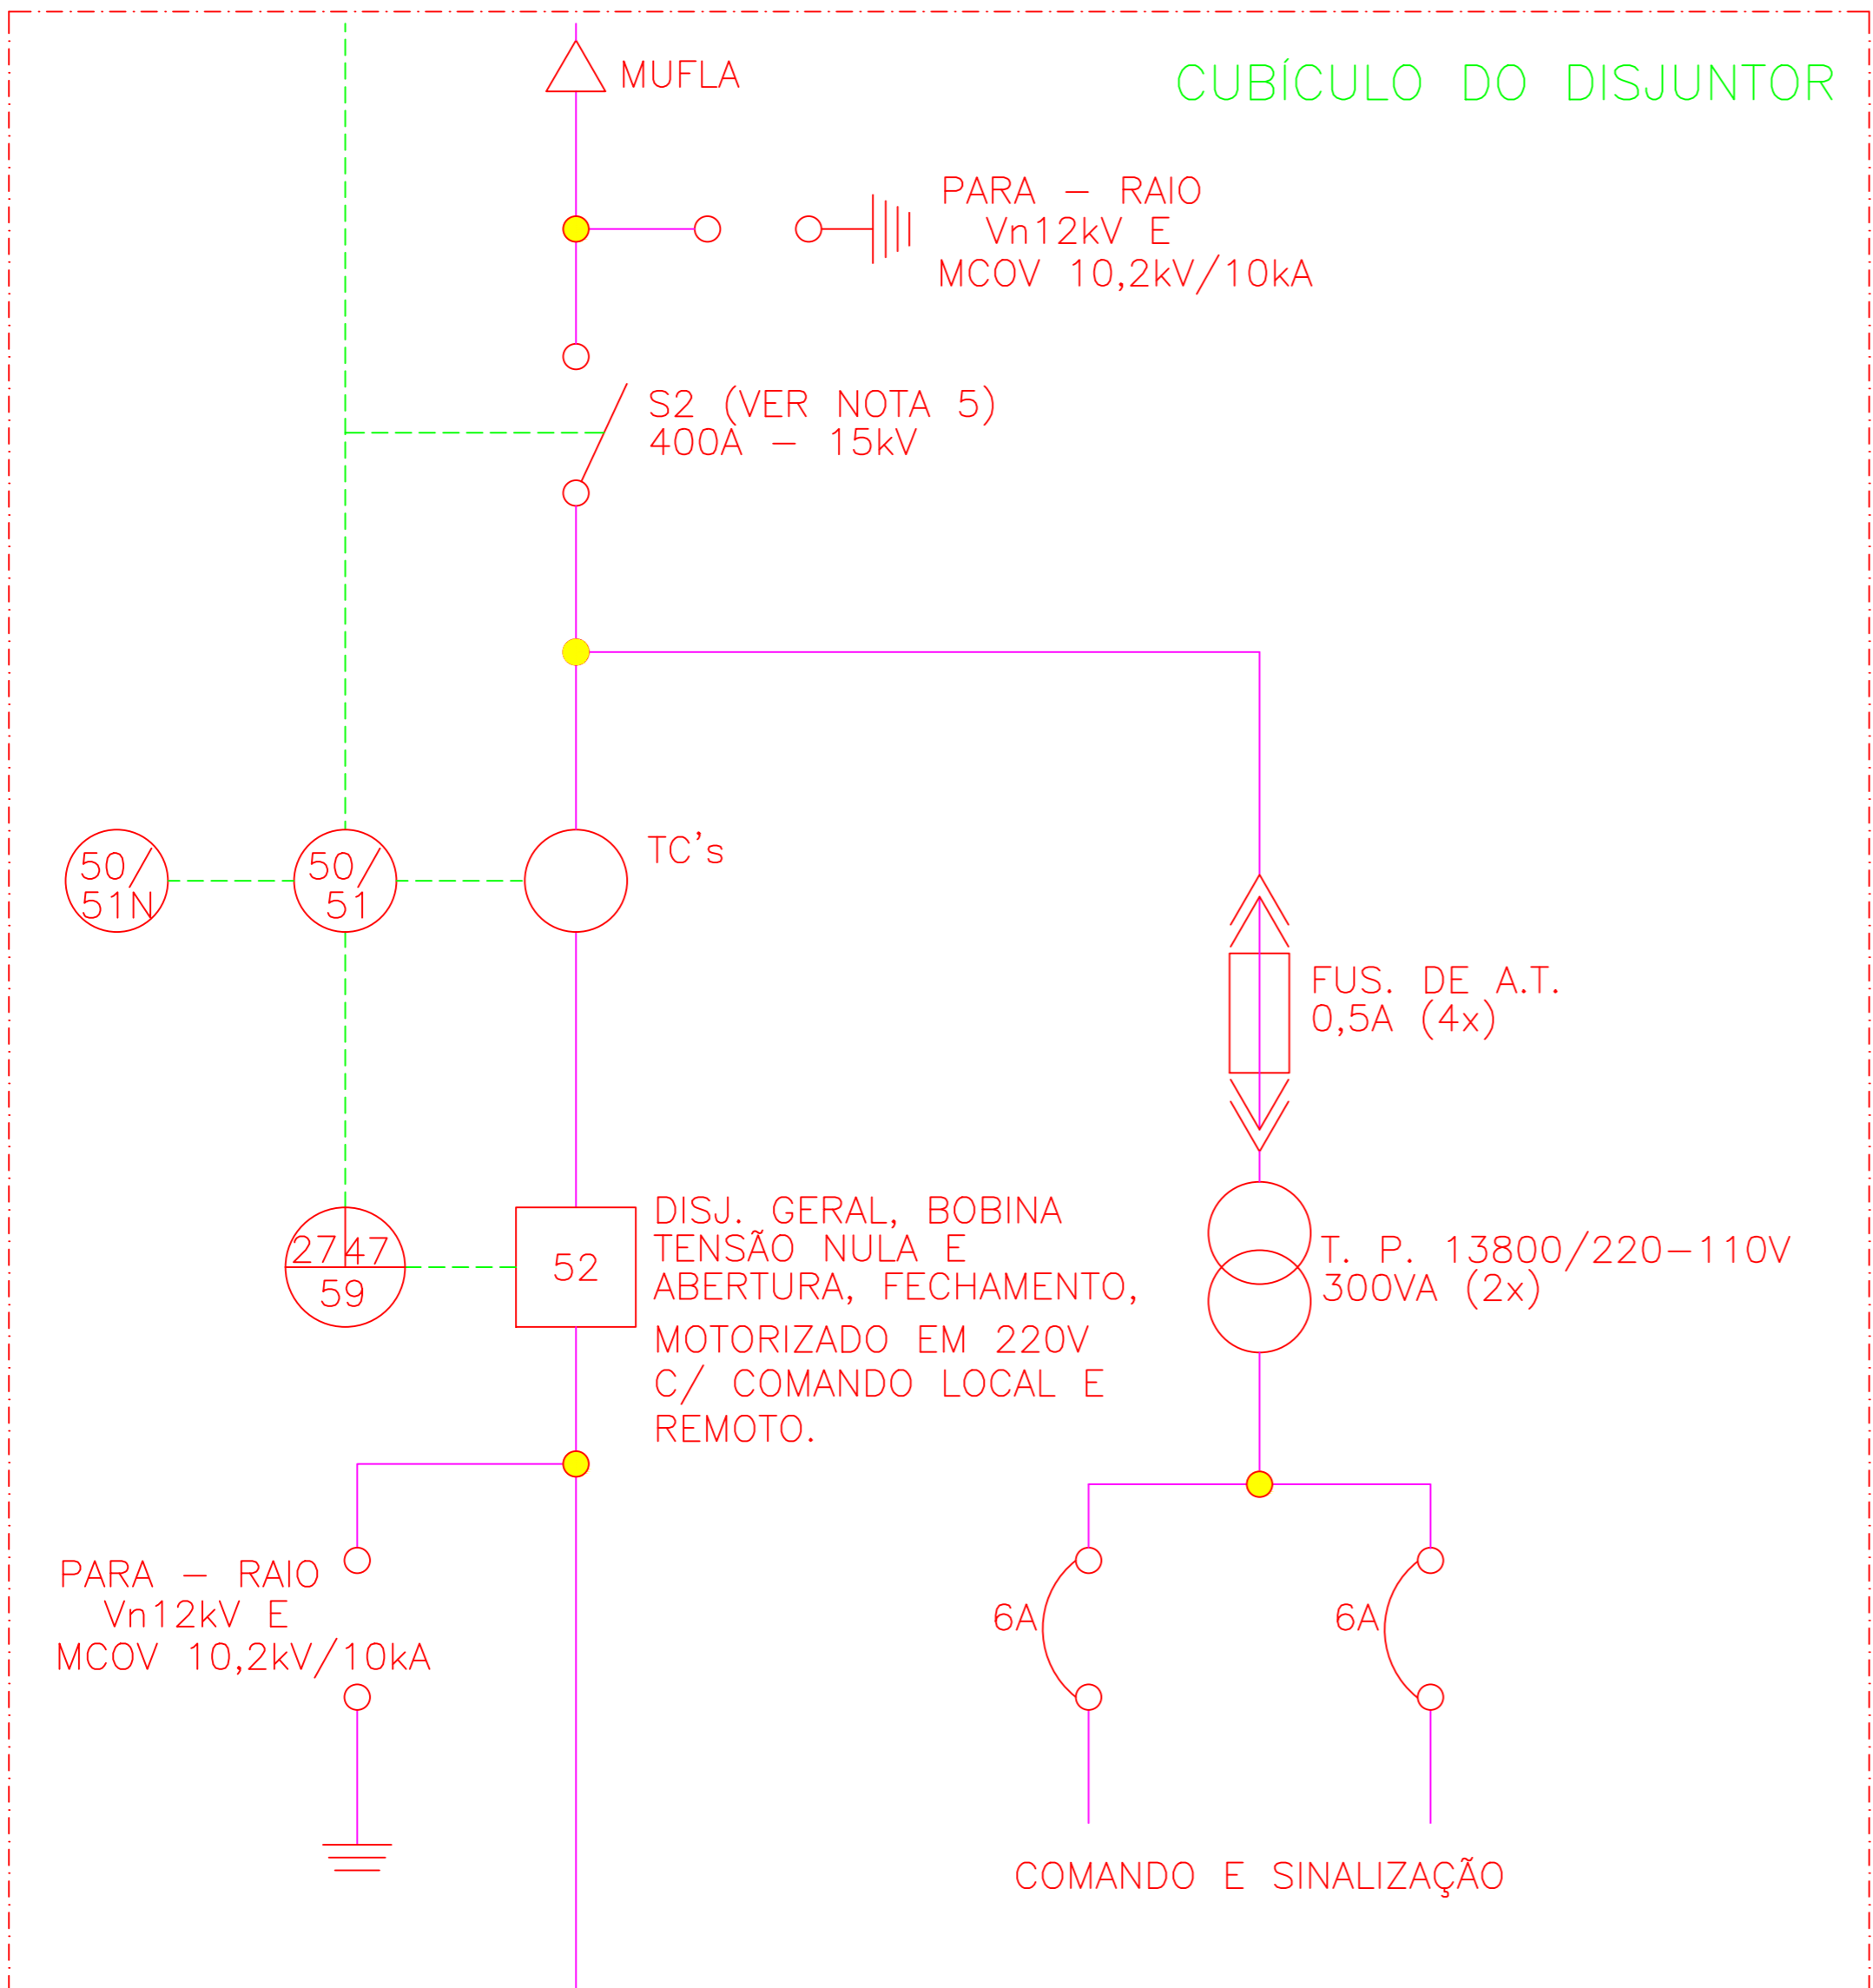 MUFLA
CUBÍCULO DO DISJUNTOR
PARA - RAIO
Vn12kV E
MCOV 10,2kV/10kA
S2 (VER NOTA 5)
400A - 15kV
50/
51N
50/
51
TC's
FUS. DE A.T.
0,5A (4x)
27 47
59
52
DISJ. GERAL, BOBINA
TENSÃO NULA E
ABERTURA, FECHAMENTO,
MOTORIZADO EM 220V
C/ COMANDO LOCAL E
REMOTO.
T. P. 13800/220-110V
300VA (2x)
PARA - RAIO
Vn12kV E
MCOV 10,2kV/10kA
6A
6A
COMANDO E SINALIZAÇÃO